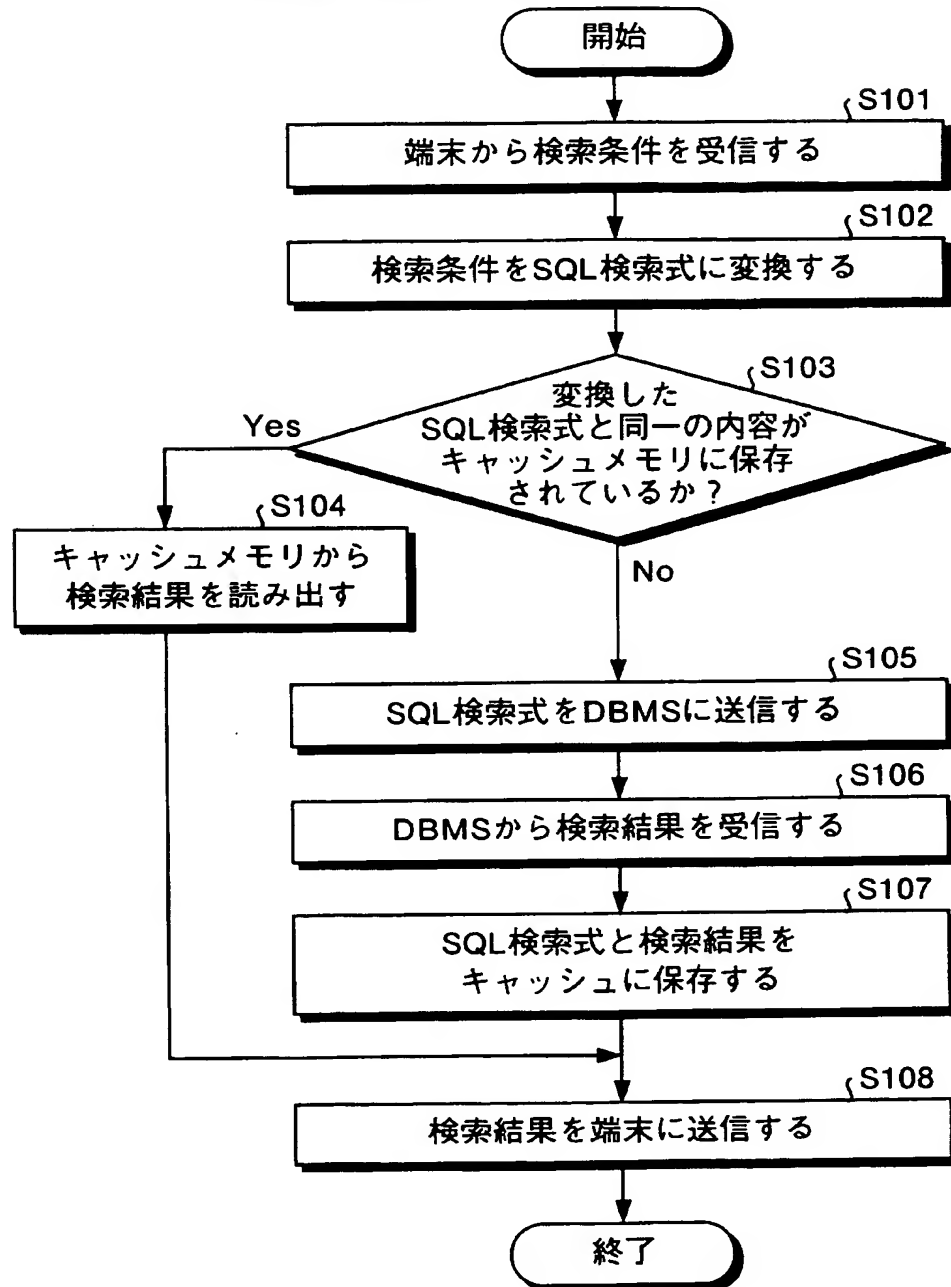 開始
S101
端末から検索条件を受信する
S102
検索条件をSQL検索式に変換する
S103
変換した
SQL検索式と同一の内容が
キャッシュメモリに保存
されているか？
Yes
S104
キャッシュメモリから
検索結果を読み出す
No
S105
SQL検索式をDBMSに送信する
S106
DBMSから検索結果を受信する
S107
SQL検索式と検索結果を
キャッシュに保存する
S108
検索結果を端末に送信する
終了